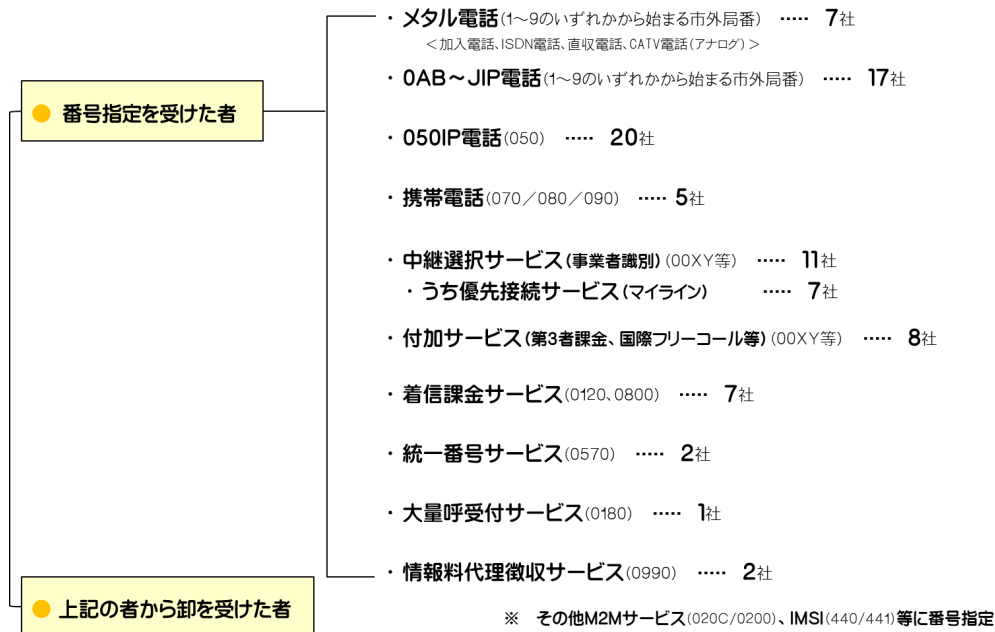 ・ メタル電話(1～9のいずれかから始まる市外局番) ····· 7社
＜加入電話、ISDN電話、直収電話、CATV電話(アナログ)＞
・ 0AB～JIP電話(1～9のいずれかから始まる市外局番) ····· 17社
● 番号指定を受けた者
・ 050IP電話(050) ····· 20社
・ 携帯電話(070／080／090) ····· 5社
・ 中継選択サービス(事業者識別)(00XY等) ····· 11社
・ うち優先接続サービス(マイライン) ····· 7社
・ 付加サービス(第3者課金、国際フリーコール等)(00XY等) ····· 8社
・ 着信課金サービス(0120、0800) ····· 7社
・ 統一番号サービス(0570) ····· 2社
・ 大量呼受付サービス(0180) ····· 1社
・ 情報料代理徴収サービス(0990) ····· 2社
● 上記の者から卸を受けた者
※ その他M2Mサービス(020C/0200)、IMSI(440/441)等に番号指定